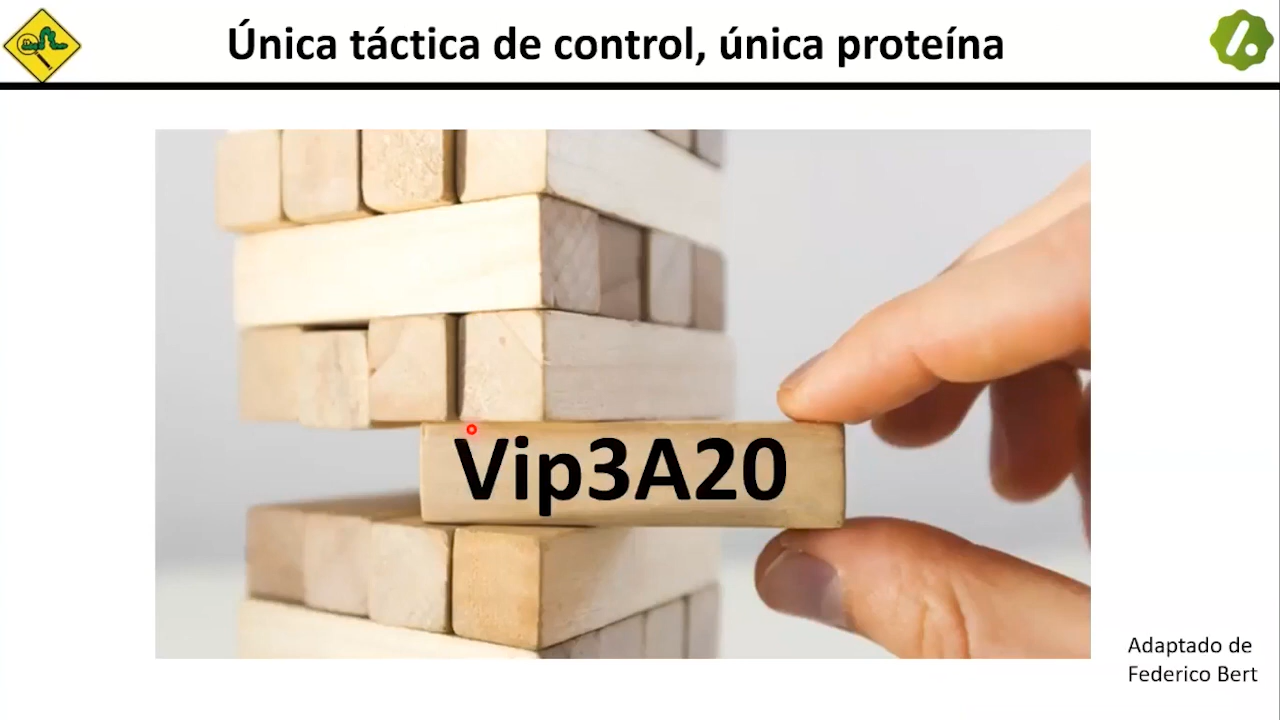 Única táctica de control, única proteína
Vip3A20
Adaptado de
Federico Bert